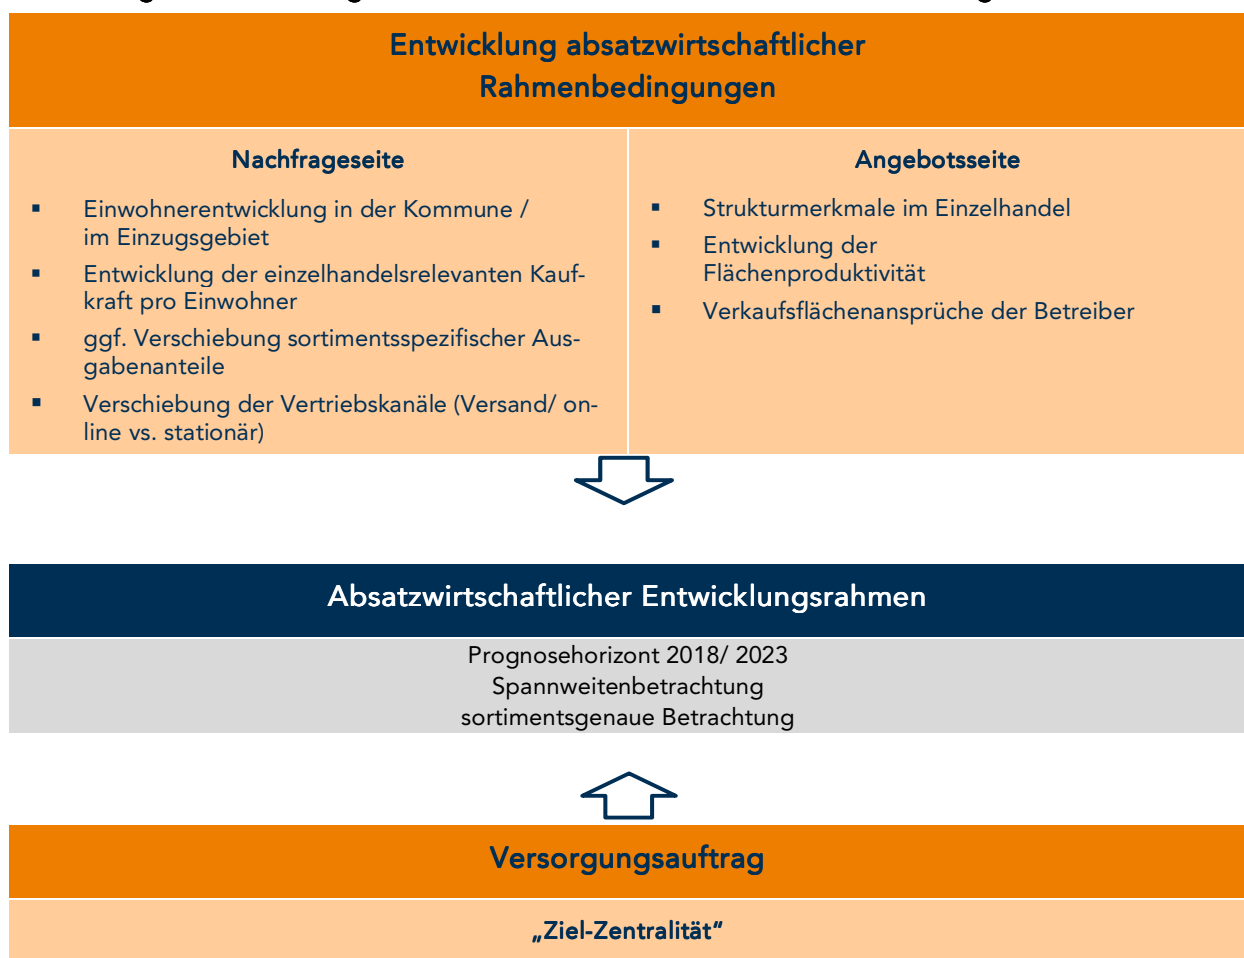 Entwicklung absatzwirtschaftlicher
Rahmenbedingungen
Nachfrageseite
▪ Einwohnerentwicklung in der Kommune /
im Einzugsgebiet
▪ Entwicklung der einzelhandelsrelevanten Kauf-
kraft pro Einwohner
▪ ggf. Verschiebung sortimentsspezifischer Aus-
gabenanteile
▪ Verschiebung der Vertriebskanäle (Versand/ on-
line vs. stationär)
Angebotsseite
▪ Strukturmerkmale im Einzelhandel
▪ Entwicklung der
Flächenproduktivität
▪ Verkaufsflächenansprüche der Betreiber
Absatzwirtschaftlicher Entwicklungsrahmen
Prognosehorizont 2018/ 2023
Spannweitenbetrachtung
sortimentsgenaue Betrachtung
Versorgungsauftrag
„Ziel-Zentralität“